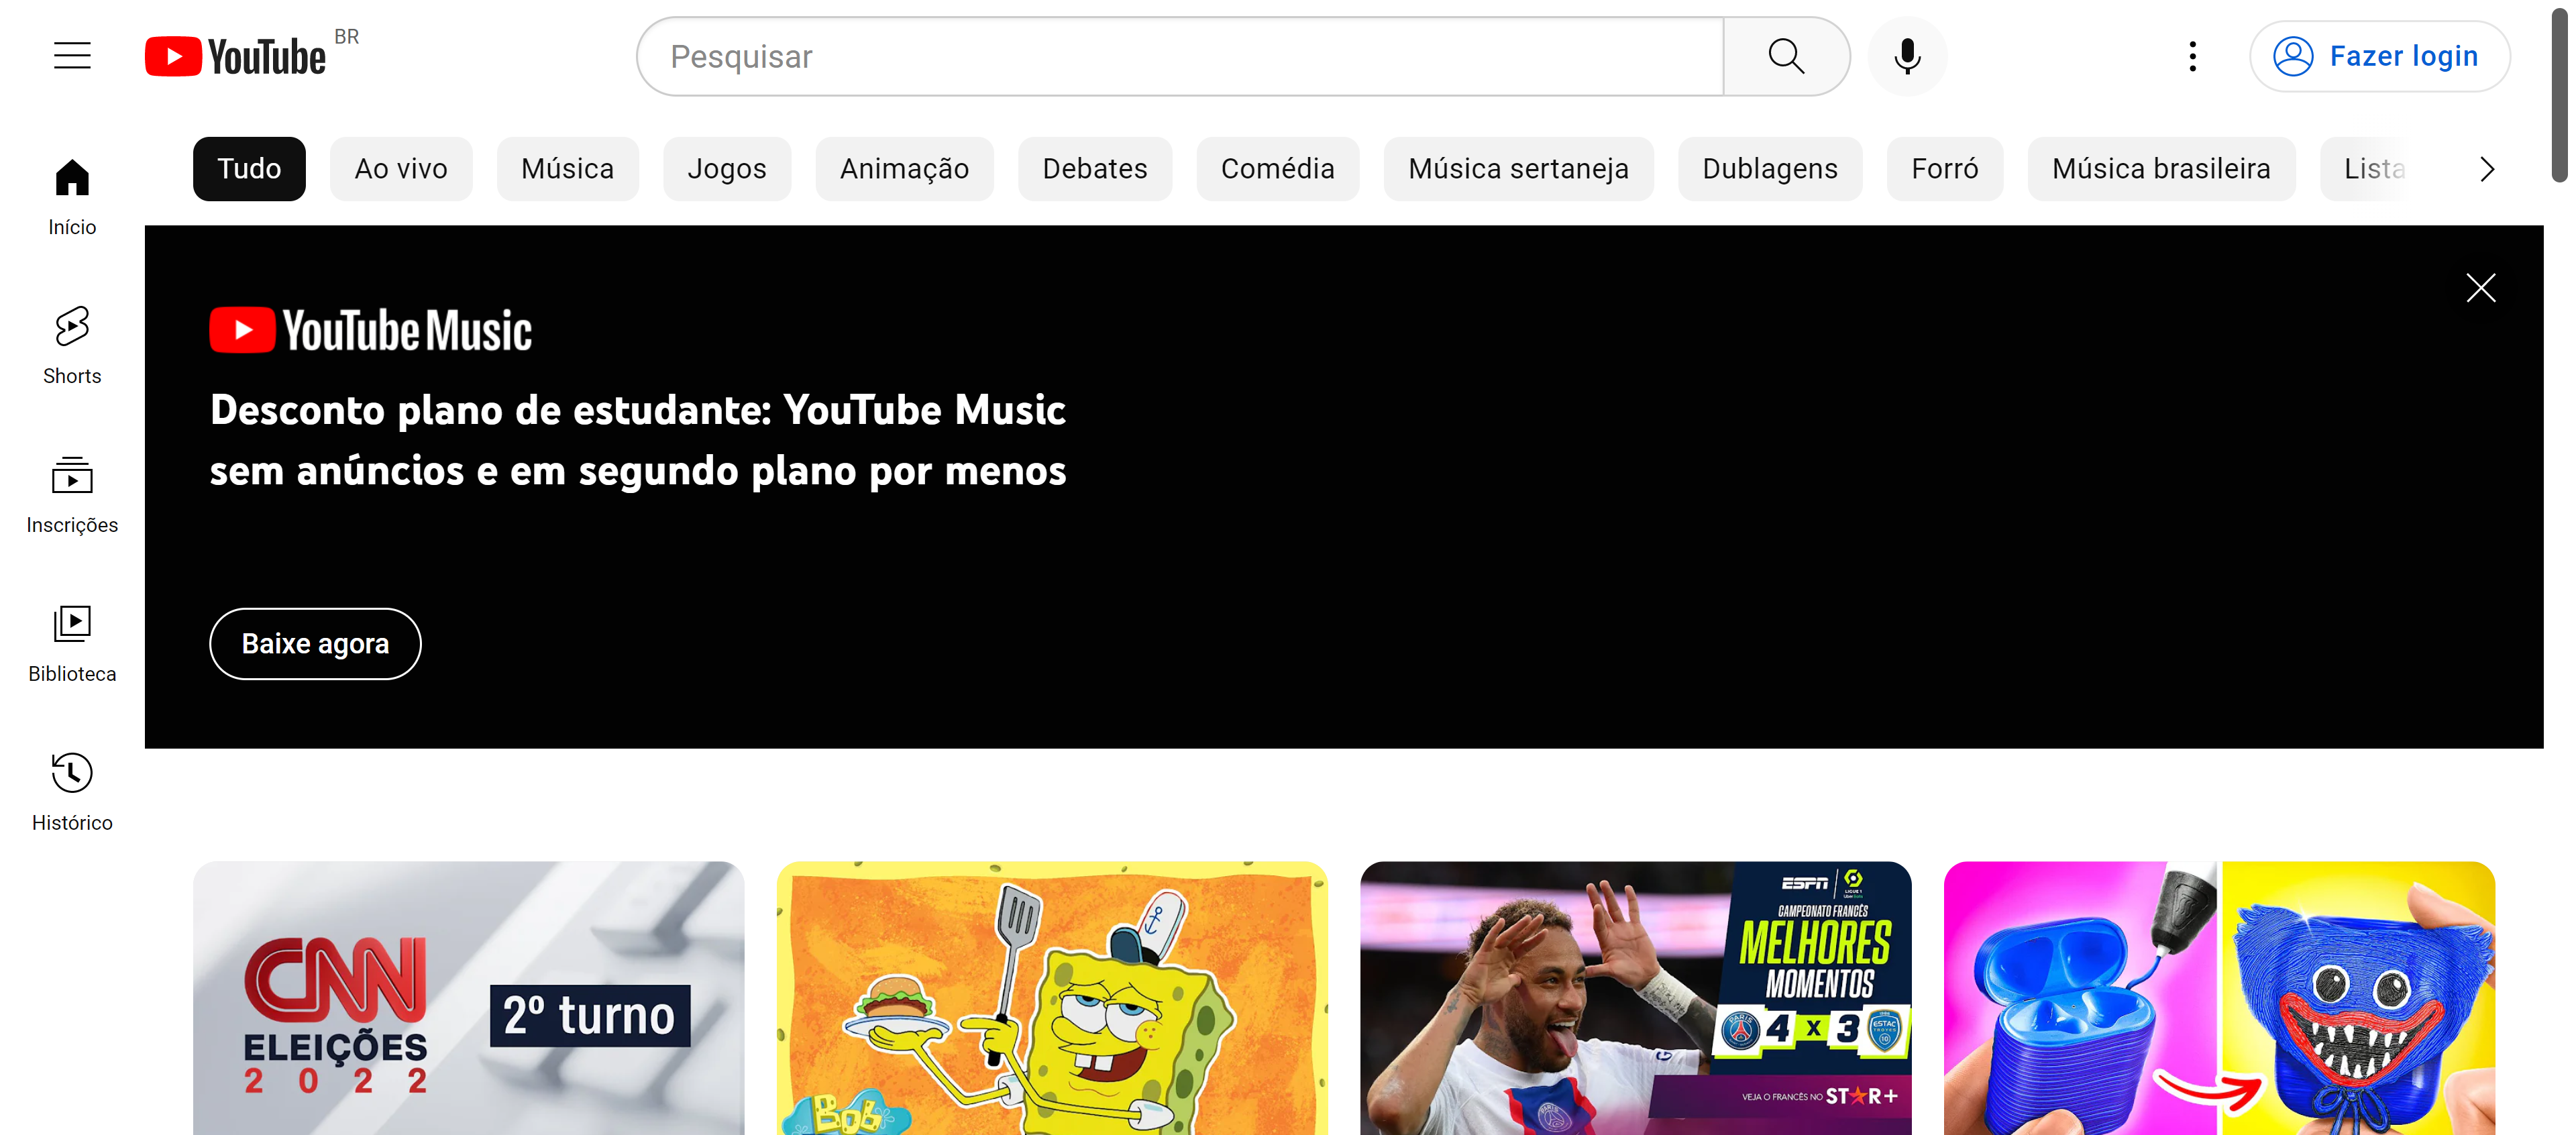 YouTube BR
Pesquisar
Fazer login
Tudo
Ao vivo
Música
Jogos
Animação
Debates
Comédia
Música sertaneja
Dublagens
Forró
Música brasileira
Lista
Início
Shorts
Inscrições
Biblioteca
Histórico
YouTube Music
Desconto plano de estudante: YouTube Music
sem anúncios e em segundo plano por menos
Baixe agora
CNN
ELEIÇÕES
2022
2º turno
Bob
ESPN
LIGUE 1
CAMPEONATO FRANCÊS
MELHORES
MOMENTOS
PARIS
4 x 3
ESTAC
VEJA O FRANCÊS NO STAR+